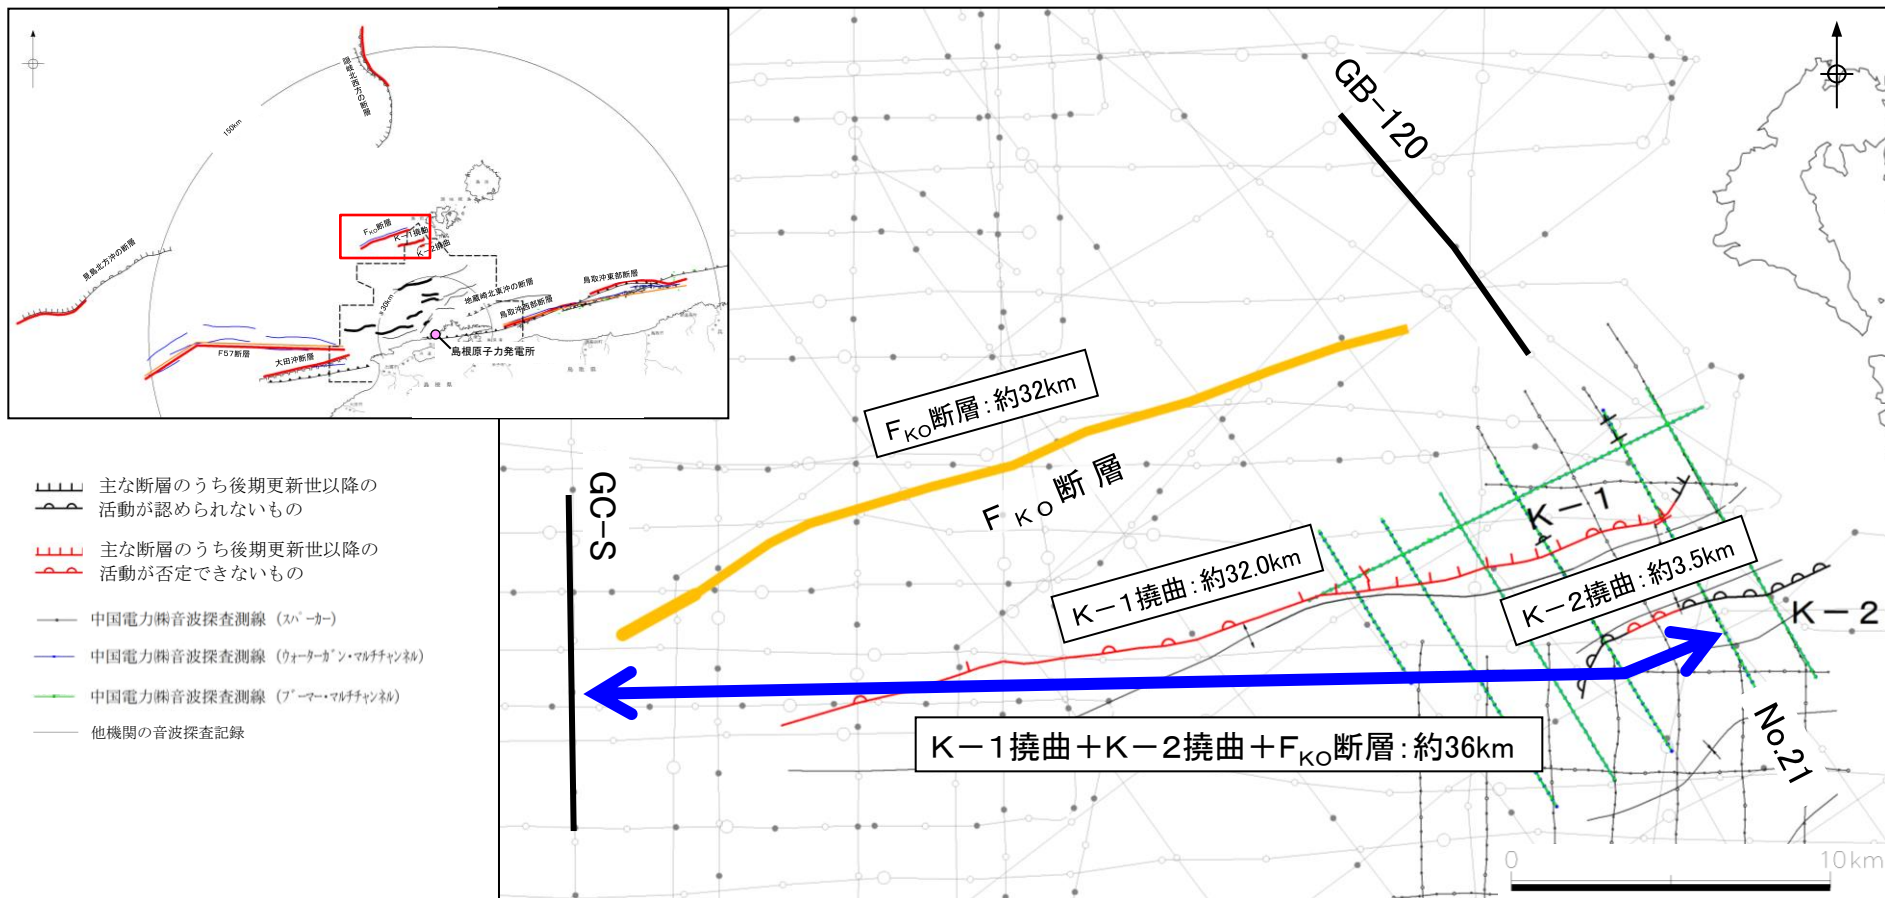 隠岐北西方の断層
150km
F_KO断層
K-1撓曲
K-2撓曲
見島北方沖の断層
30km
地蔵崎北東沖の断層
鳥取沖東部断層
鳥取沖西部断層
F57断層
大田沖断層
島根原子力発電所
島根県
鳥取県
GB-120
F_KO断層：約32km
F_KO断層
GC-S
K-1
K-1撓曲：約32.0km
K-2撓曲：約3.5km
K-2
K-1撓曲+K-2撓曲+F_KO断層：約36km
No.21
0 10km
主な断層のうち後期更新世以降の
活動が認められないもの
主な断層のうち後期更新世以降の
活動が否定できないもの
中国電力㈱音波探査測線（スパーカー）
中国電力㈱音波探査測線（ウォーターガン・マルチチャンネル）
中国電力㈱音波探査測線（ブーマー・マルチチャンネル）
他機関の音波探査記録